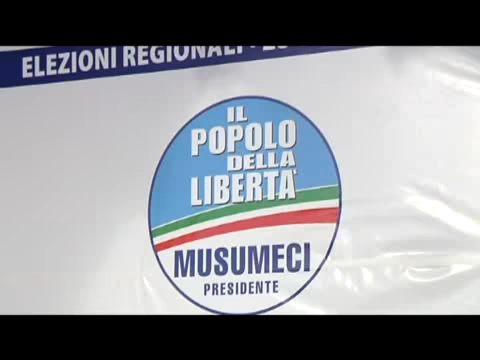 ELEZIONI REGIONALI
IL
POPOLO
DELLA
LIBERTÀ
MUSUMECI
PRESIDENTE